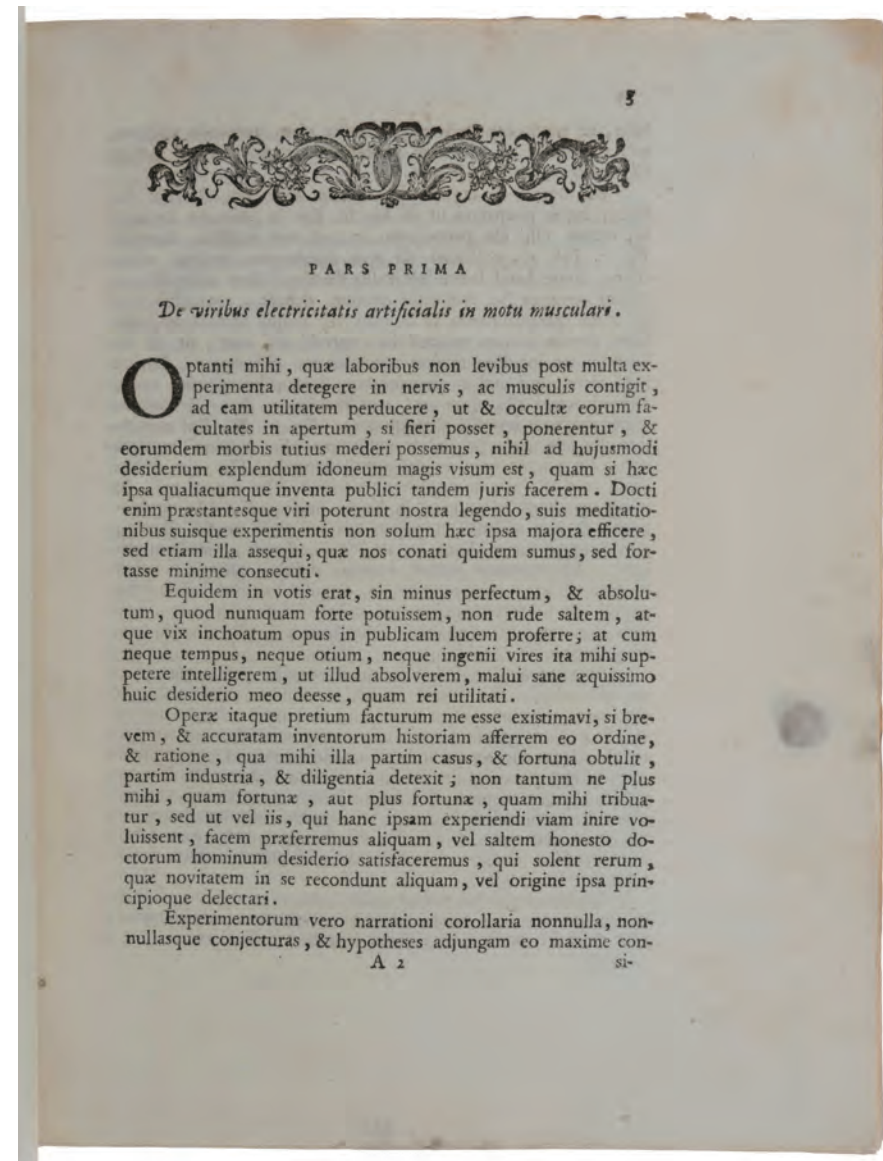 3
PARS PRIMA
De viribus electricitatis artificialis in motu musculari .
Optanti mihi , quæ laboribus non levibus post multa ex-
perimenta detegere in nervis , ac musculis contigit ,
ad eam utilitatem perducere , ut & occultæ eorum fa-
cultates in apertum , si fieri posset , ponerentur , &
eorumdem morbis tutius mederi possemus , nihil ad hujusmodi
desiderium explendum idoneum magis visum est , quam si hæc
ipsa qualiacumque inventa publici tandem juris facerem . Docti
enim præstantesque viri poterunt nostra legendo , suis meditatio-
nibus suisque experimentis non solum hæc ipsa majora efficere ,
sed etiam illa assequi , quæ nos conati quidem sumus , sed for-
tasse minime consecuti .
Equidem in votis erat , sin minus perfectum , & absolu-
tum , quod numquam forte potuissem , non rude saltem , at-
que vix inchoatum opus in publicam lucem proferre ; at cum
neque tempus , neque otium , neque ingenii vires ita mihi sup-
petere intelligerem , ut illud absolverem , malui sane æquissimo
huic desiderio meo deesse , quam rei utilitati .
Operæ itaque pretium facturum me esse existimavi , si bre-
vem , & accuratam inventorum historiam afferrem eo ordine ,
& ratione , qua mihi illa partim casus , & fortuna obtulit ,
partim industria , & diligentia detexit ; non tantum ne plus
mihi , quam fortunæ , aut plus fortunæ , quam mihi tribua-
tur , sed ut vel iis , qui hanc ipsam experiendi viam inire vo-
luissent , facem præferremus aliquam , vel saltem honesto do-
ctorum hominum desiderio satisfaceremus , qui solent rerum ,
quæ novitatem in se recondunt aliquam , vel origine ipsa prin-
cipioque delectari .
Experimentorum vero narrationi corollaria nonnulla , non-
nullasque conjecturas , & hypotheses adjungam eo maxime con-
A 2 si-